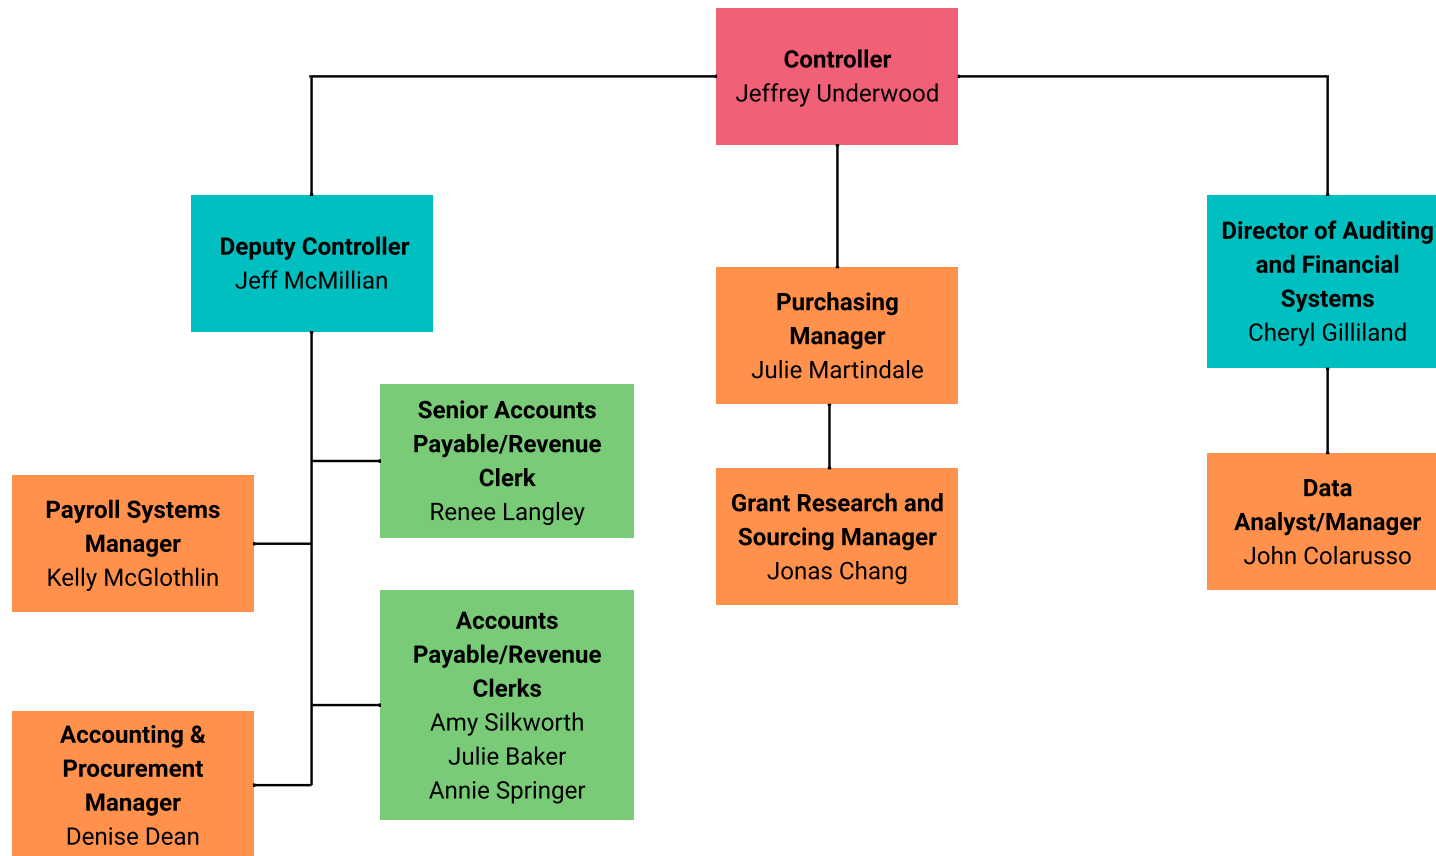 Controller
Jeffrey Underwood
Deputy Controller
Jeff McMillian
Purchasing
Manager
Julie Martindale
Director of Auditing
and Financial
Systems
Cheryl Gilliland
Senior Accounts
Payable/Revenue
Clerk
Renee Langley
Payroll Systems
Manager
Kelly McGlothlin
Grant Research and
Sourcing Manager
Jonas Chang
Data
Analyst/Manager
John Colarusso
Accounts
Payable/Revenue
Clerks
Amy Silkworth
Julie Baker
Annie Springer
Accounting &
Procurement
Manager
Denise Dean